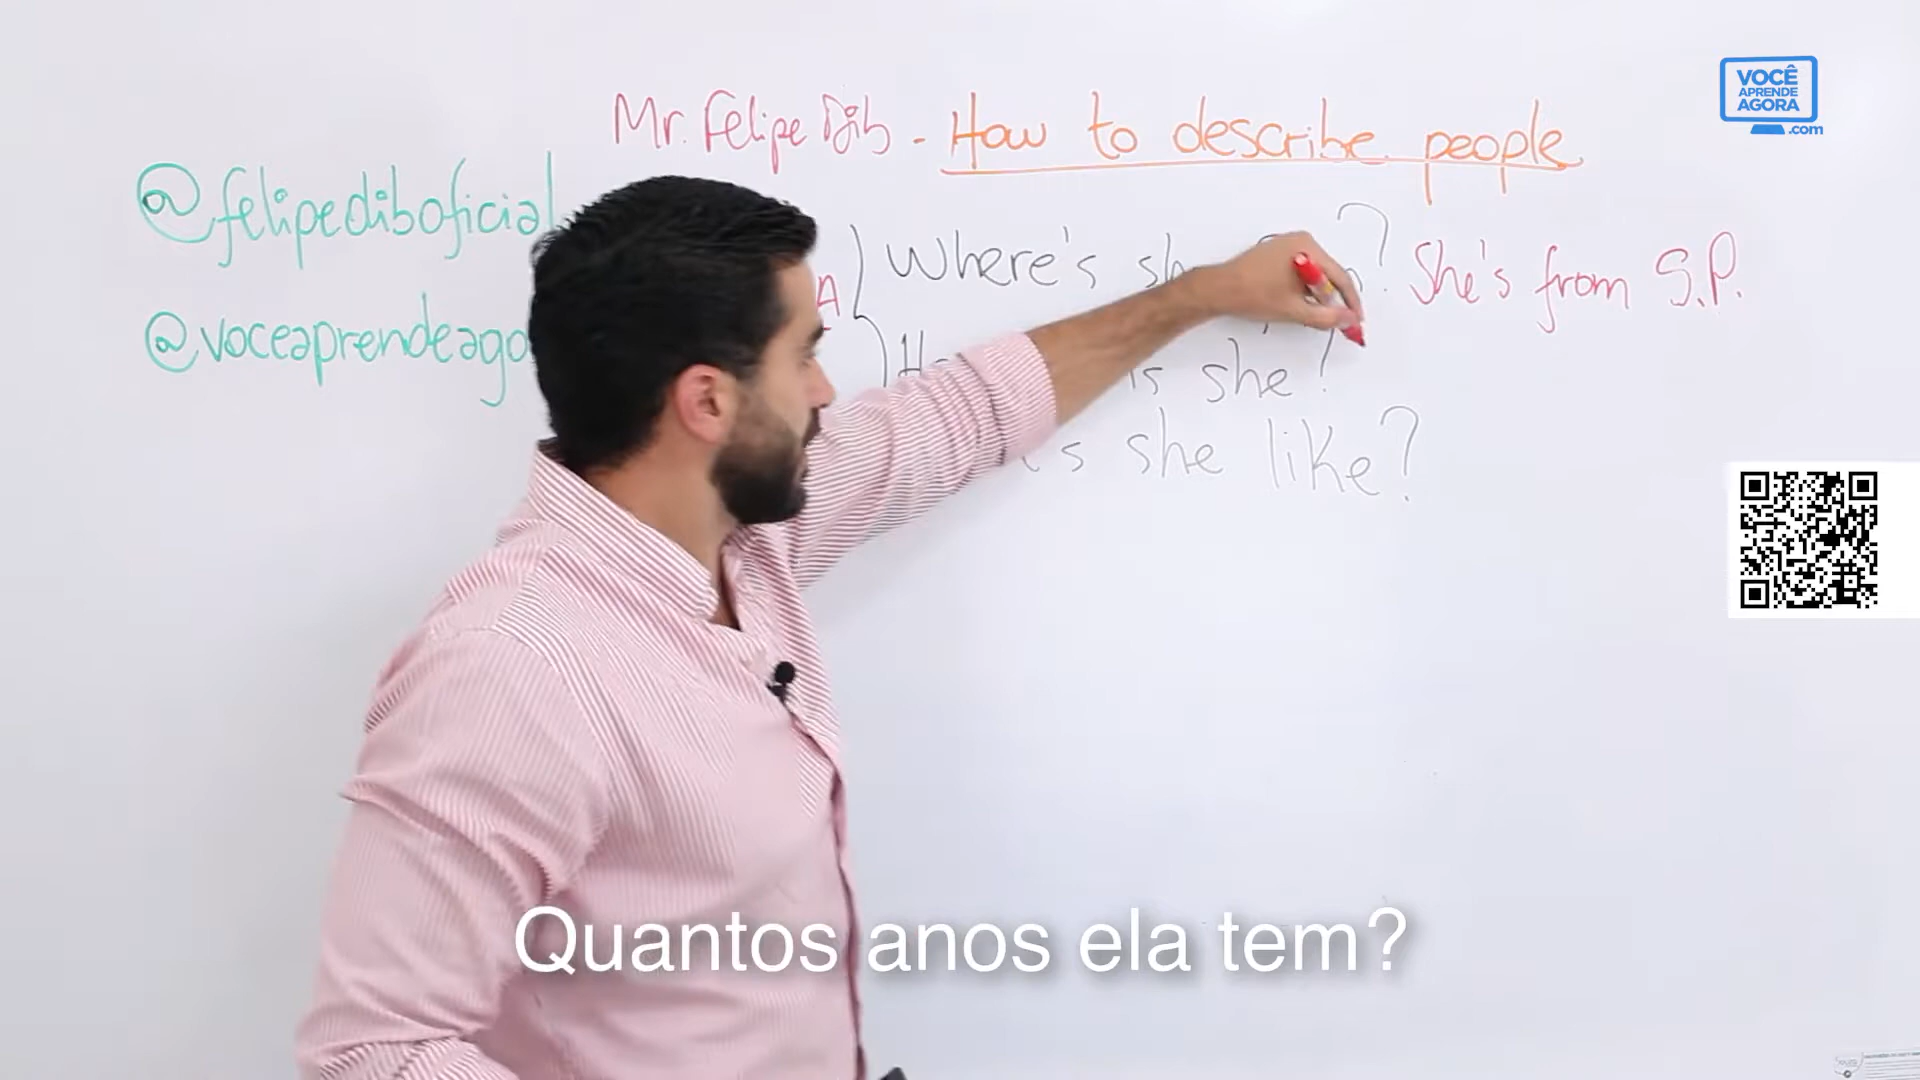 VOCÊ
APRENDE
AGORA
.com
Mr. Felipe Dib - How to describe people
@felipediboficial
@voceaprendeago
Where's she ? She's from S.P.
is she?
she like?
Quantos anos ela tem?